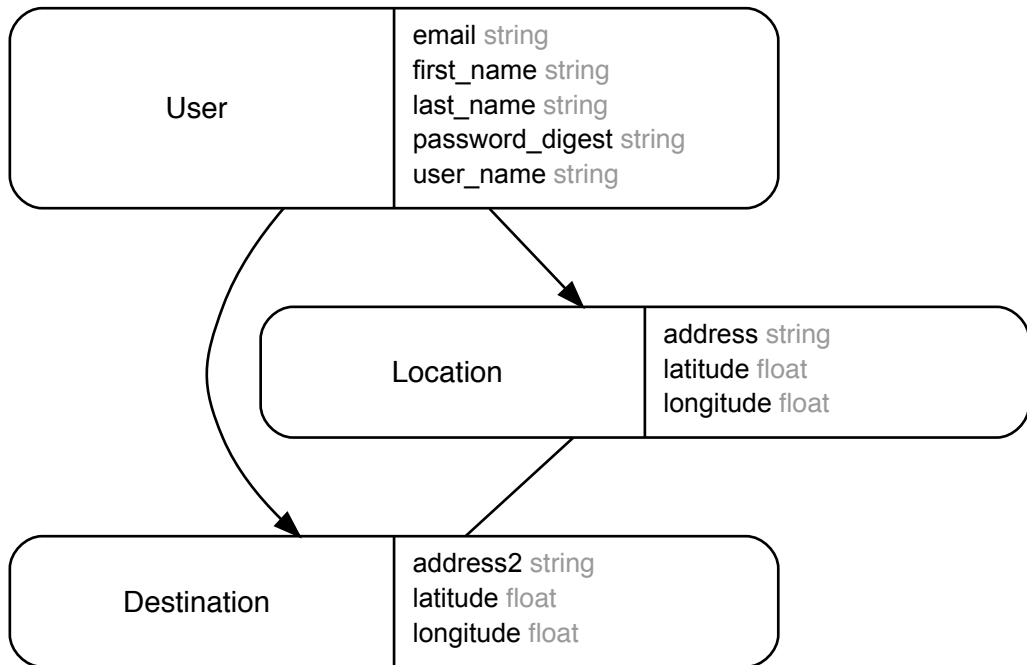 User
email string
first_name string
last_name string
password_digest string
user_name string
Location
address string
latitude float
longitude float
Destination
address2 string
latitude float
longitude float